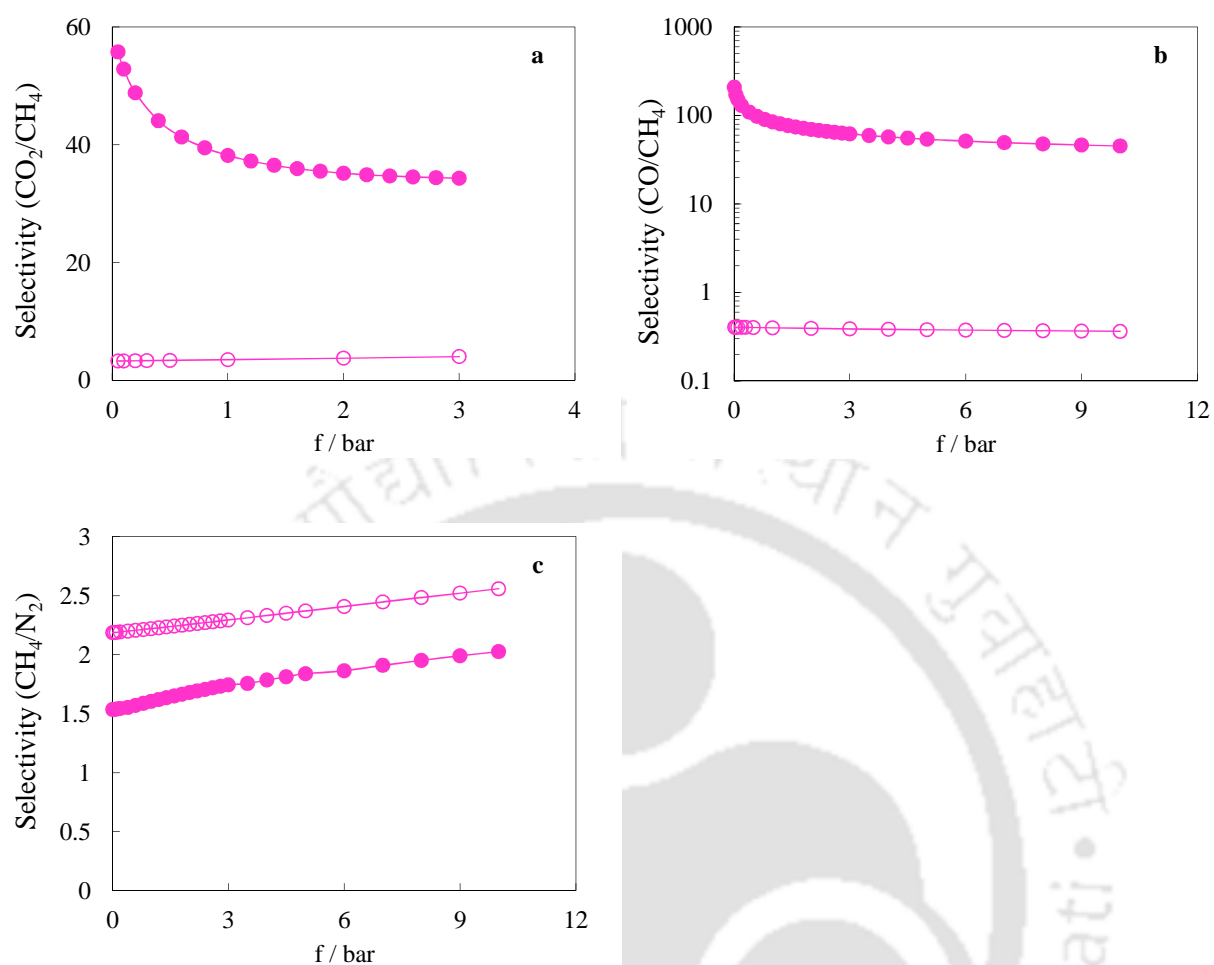 a
Selectivity (CO₂/CH₄)
60
40
20
0
0 1 2 3 4
f / bar
b
Selectivity (CO/CH₄)
1000
100
10
1
0.1
0 3 6 9 12
f / bar
c
Selectivity (CH₄/N₂)
3
2.5
2
1.5
1
0.5
0
0 3 6 9 12
f / bar
गुवाहाटी
ati